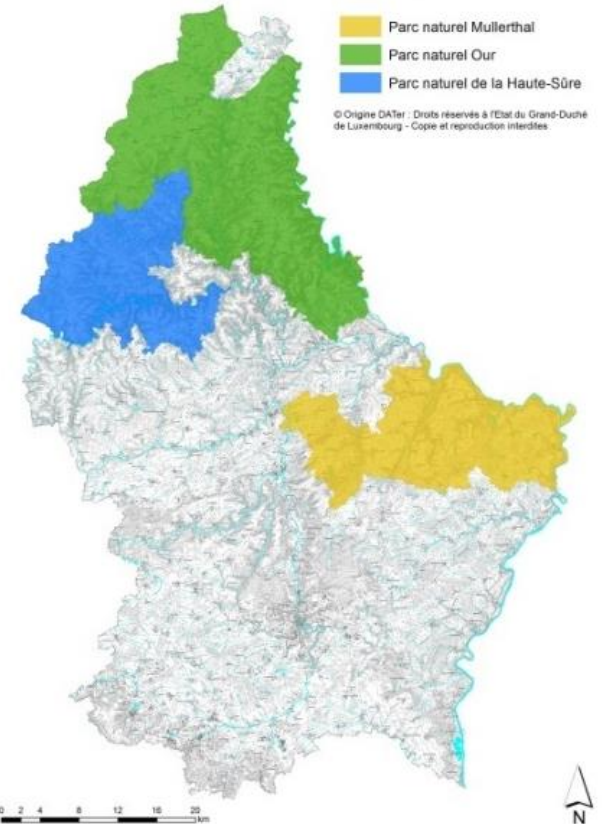 Parc naturel Mullerthal
Parc naturel Our
Parc naturel de la Haute-Sûre
© Origine DATer : Droits réservés à l'Etat du Grand-Duché
de Luxembourg - Copie et reproduction interdites
0 2 4 8 12 16 20
km
N